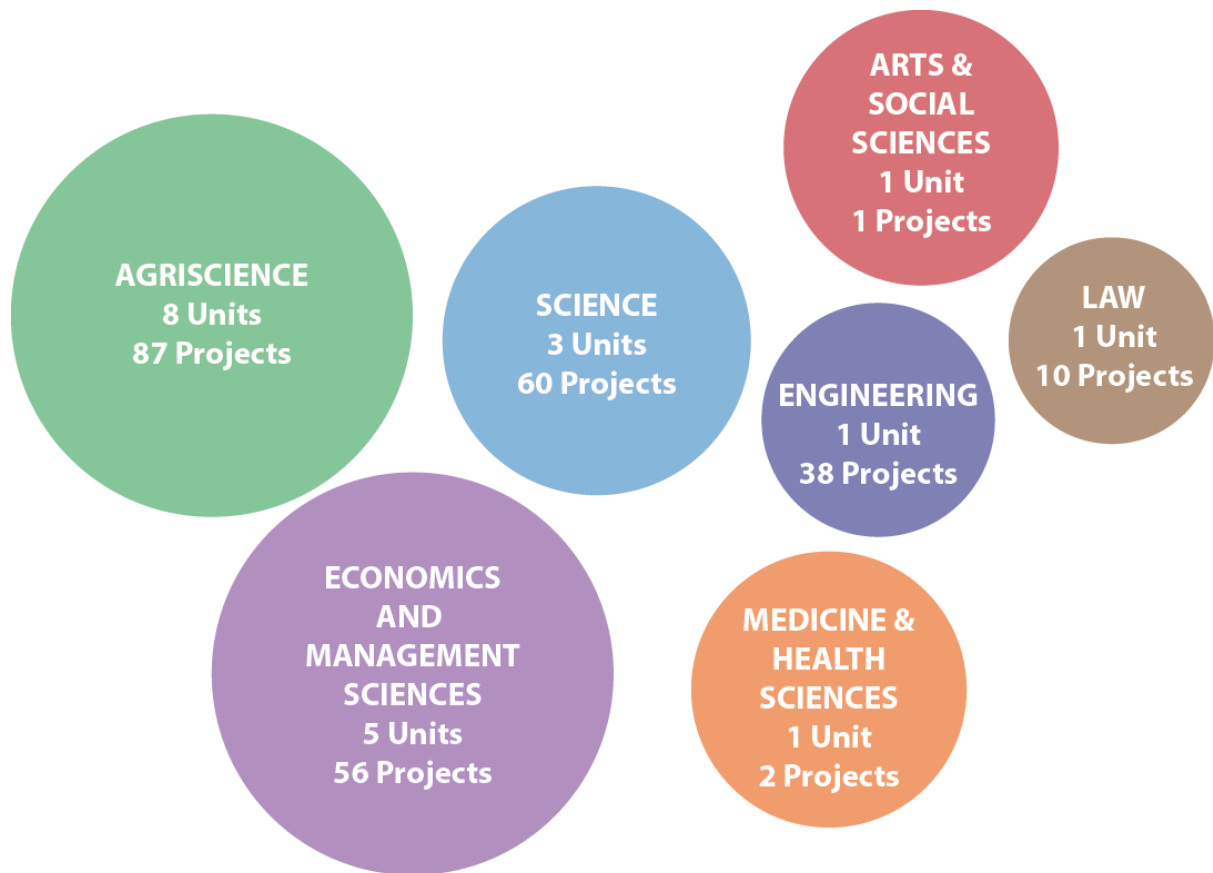 ARTS &
SOCIAL
SCIENCES
1 Unit
1 Projects
AGRISCIENCE
8 Units
87 Projects
SCIENCE
3 Units
60 Projects
LAW
1 Unit
10 Projects
ENGINEERING
1 Unit
38 Projects
ECONOMICS
AND
MANAGEMENT
SCIENCES
5 Units
56 Projects
MEDICINE &
HEALTH
SCIENCES
1 Unit
2 Projects